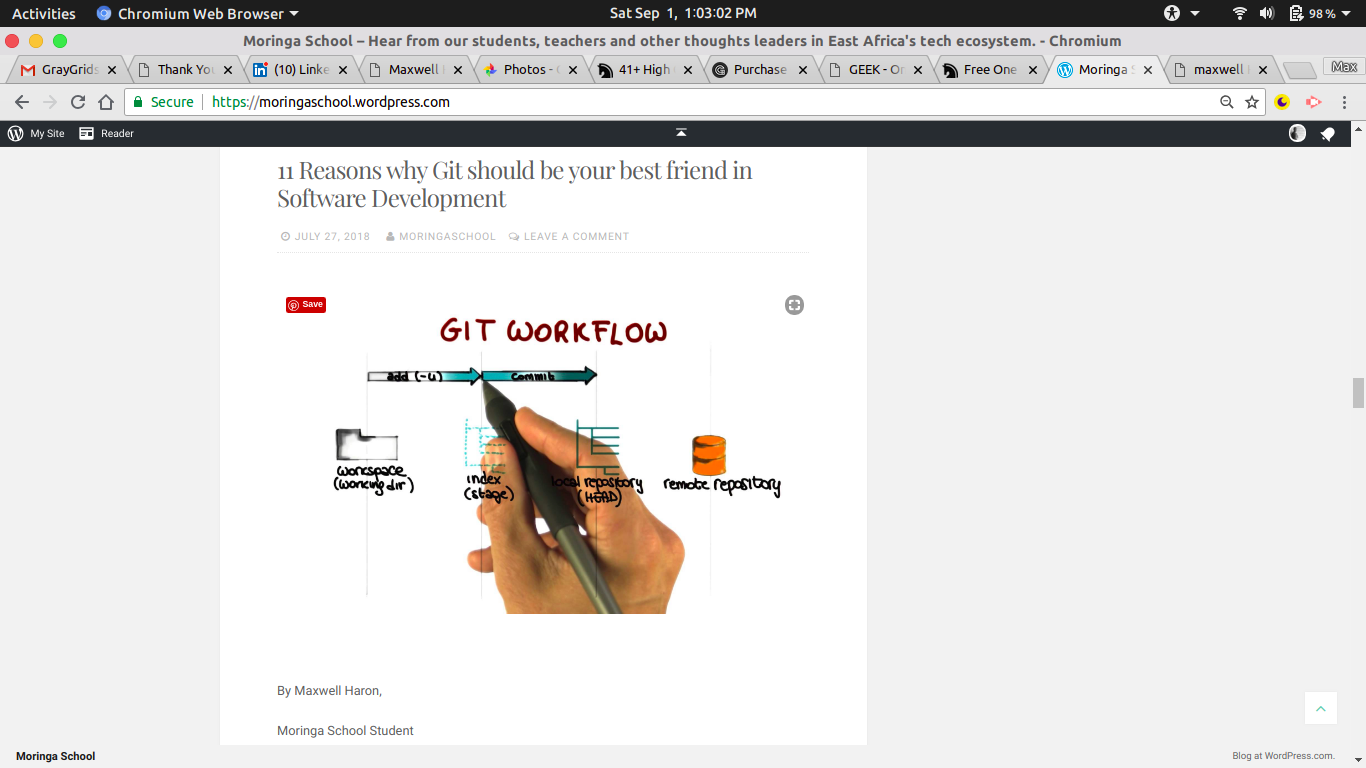 Activities Chromium Web Browser Sat Sep 1, 1:03:02 PM 98 %
Moringa School – Hear from our students, teachers and other thoughts leaders in East Africa's tech ecosystem. - Chromium
GrayGrids Thank You (10) Linke Maxwell Photos - 41+ High Purchase GEEK - Or Free One Moringa S maxwell Max
Secure https://moringaschool.wordpress.com
My Site Reader
11 Reasons why Git should be your best friend in
Software Development
JULY 27, 2018 MORINGASCHOOL LEAVE A COMMENT
Save
GIT WORKFLOW
add (-u) commit
workspace
(working dir)
index
(stage)
local repository
(HEAD)
remote repository
By Maxwell Haron,
Moringa School Student
Moringa School Blog at WordPress.com.